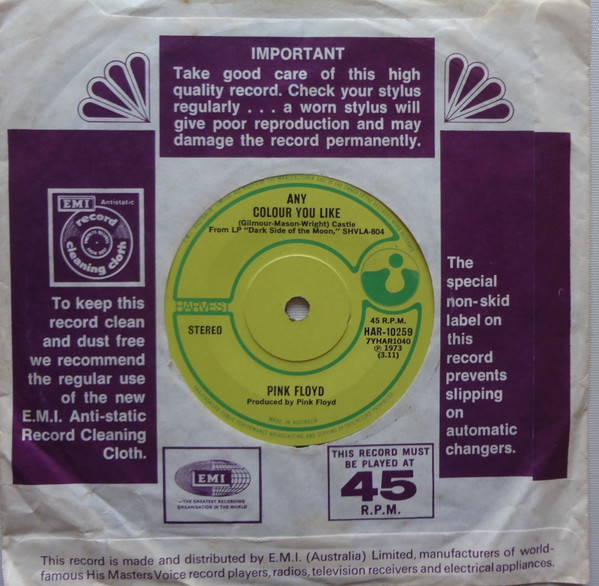 IMPORTANT
Take good care of this high
quality record. Check your stylus
regularly . . . a worn stylus will
give poor reproduction and may
damage the record permanently.
EMI Antistatic
record
cleaning cloth
To keep this
record clean
and dust free
we recommend
the regular use
of the new
E.M.I. Anti-static
Record Cleaning
Cloth.
ANY
COLOUR YOU LIKE
(Gilmour-Mason-Wright) Castle
From LP "Dark Side of the Moon," SHVLA-804
HARVEST
STEREO
45 R.P.M.
HAR-10259
7YHAR1040
℗ 1973
(3.11)
PINK FLOYD
Produced by Pink Floyd
MADE IN AUSTRALIA
The
special
non-skid
label on
this
record
prevents
slipping
on
automatic
changers.
EMI
—THE GREATEST RECORDING
ORGANISATION IN THE WORLD
THIS RECORD MUST
BE PLAYED AT
45
R.P.M.
This record is made and distributed by E.M.I. (Australia) Limited, manufacturers of world-
famous His Masters Voice record players, radios, television receivers and electrical appliances.